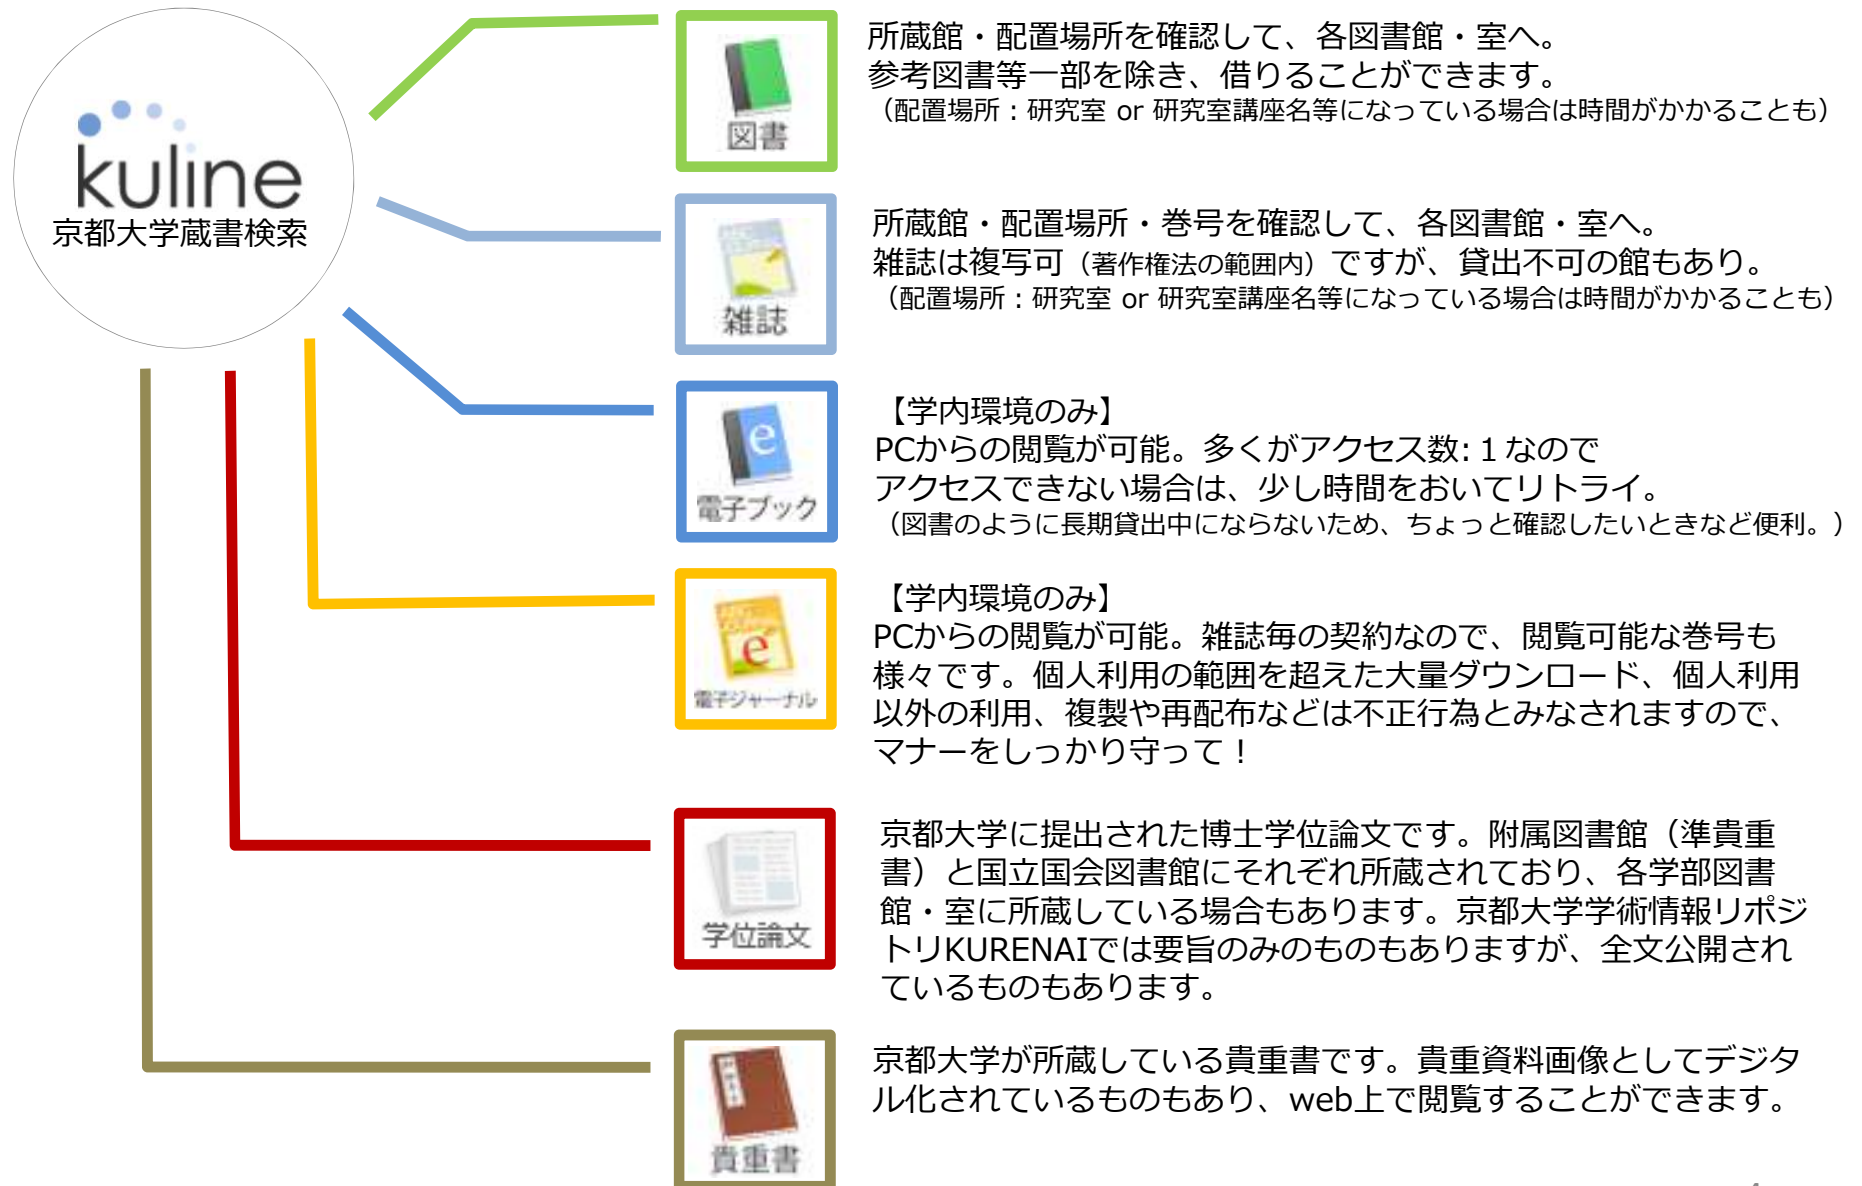 kuline
京都大学蔵書検索
図書
所蔵館・配置場所を確認して、各図書館・室へ。
参考図書等一部を除き、借りることができます。
（配置場所：研究室 or 研究室講座名等になっている場合は時間がかかることも）
雑誌
所蔵館・配置場所・巻号を確認して、各図書館・室へ。
雑誌は複写可（著作権法の範囲内）ですが、貸出不可の館もあり。
（配置場所：研究室 or 研究室講座名等になっている場合は時間がかかることも）
e
電子ブック
【学内環境のみ】
PCからの閲覧が可能。多くがアクセス数:１なので
アクセスできない場合は、少し時間をおいてリトライ。
（図書のように長期貸出中にならないため、ちょっと確認したいときなど便利。）
e
電子ジャーナル
【学内環境のみ】
PCからの閲覧が可能。雑誌毎の契約なので、閲覧可能な巻号も
様々です。個人利用の範囲を超えた大量ダウンロード、個人利用
以外の利用、複製や再配布などは不正行為とみなされますので、
マナーをしっかり守って！
学位論文
京都大学に提出された博士学位論文です。附属図書館（準貴重
書）と国立国会図書館にそれぞれ所蔵されており、各学部図書
館・室に所蔵している場合もあります。京都大学学術情報リポジ
トリKURENAIでは要旨のみのものもありますが、全文公開され
ているものもあります。
貴重書
京都大学が所蔵している貴重書です。貴重資料画像としてデジタ
ル化されているものもあり、web上で閲覧することができます。